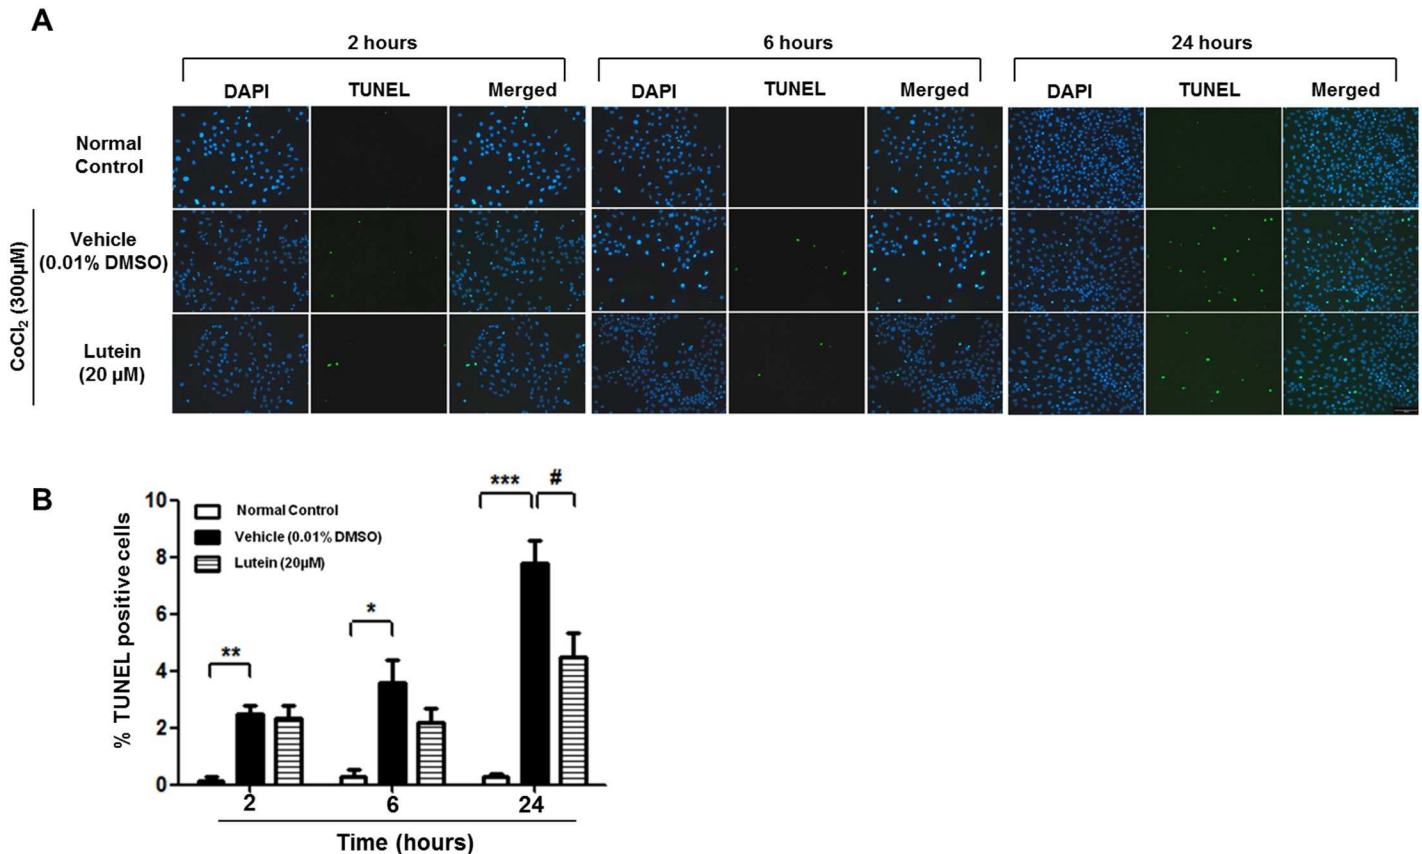 A
2 hours
6 hours
24 hours
DAPI TUNEL Merged
DAPI TUNEL Merged
DAPI TUNEL Merged
Normal
Control
Vehicle
(0.01% DMSO)
Lutein
(20 µM)
CoCl₂ (300µM)
B
*** #
*
**
10
8
6
4
2
0
% TUNEL positive cells
Normal Control
Vehicle (0.01% DMSO)
Lutein (20µM)
2 6 24
Time (hours)